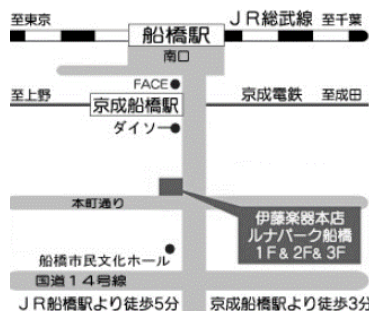 至東京
船橋駅
JR総武線 至千葉
南口
FACE●
至上野
京成船橋駅
京成電鉄 至成田
ダイソー●
本町通り
伊藤楽器本店
ルナパーク船橋
1F & 2F& 3F
船橋市民文化ホール
国道14号線
JR船橋駅より徒歩5分
京成船橋駅より徒歩3分